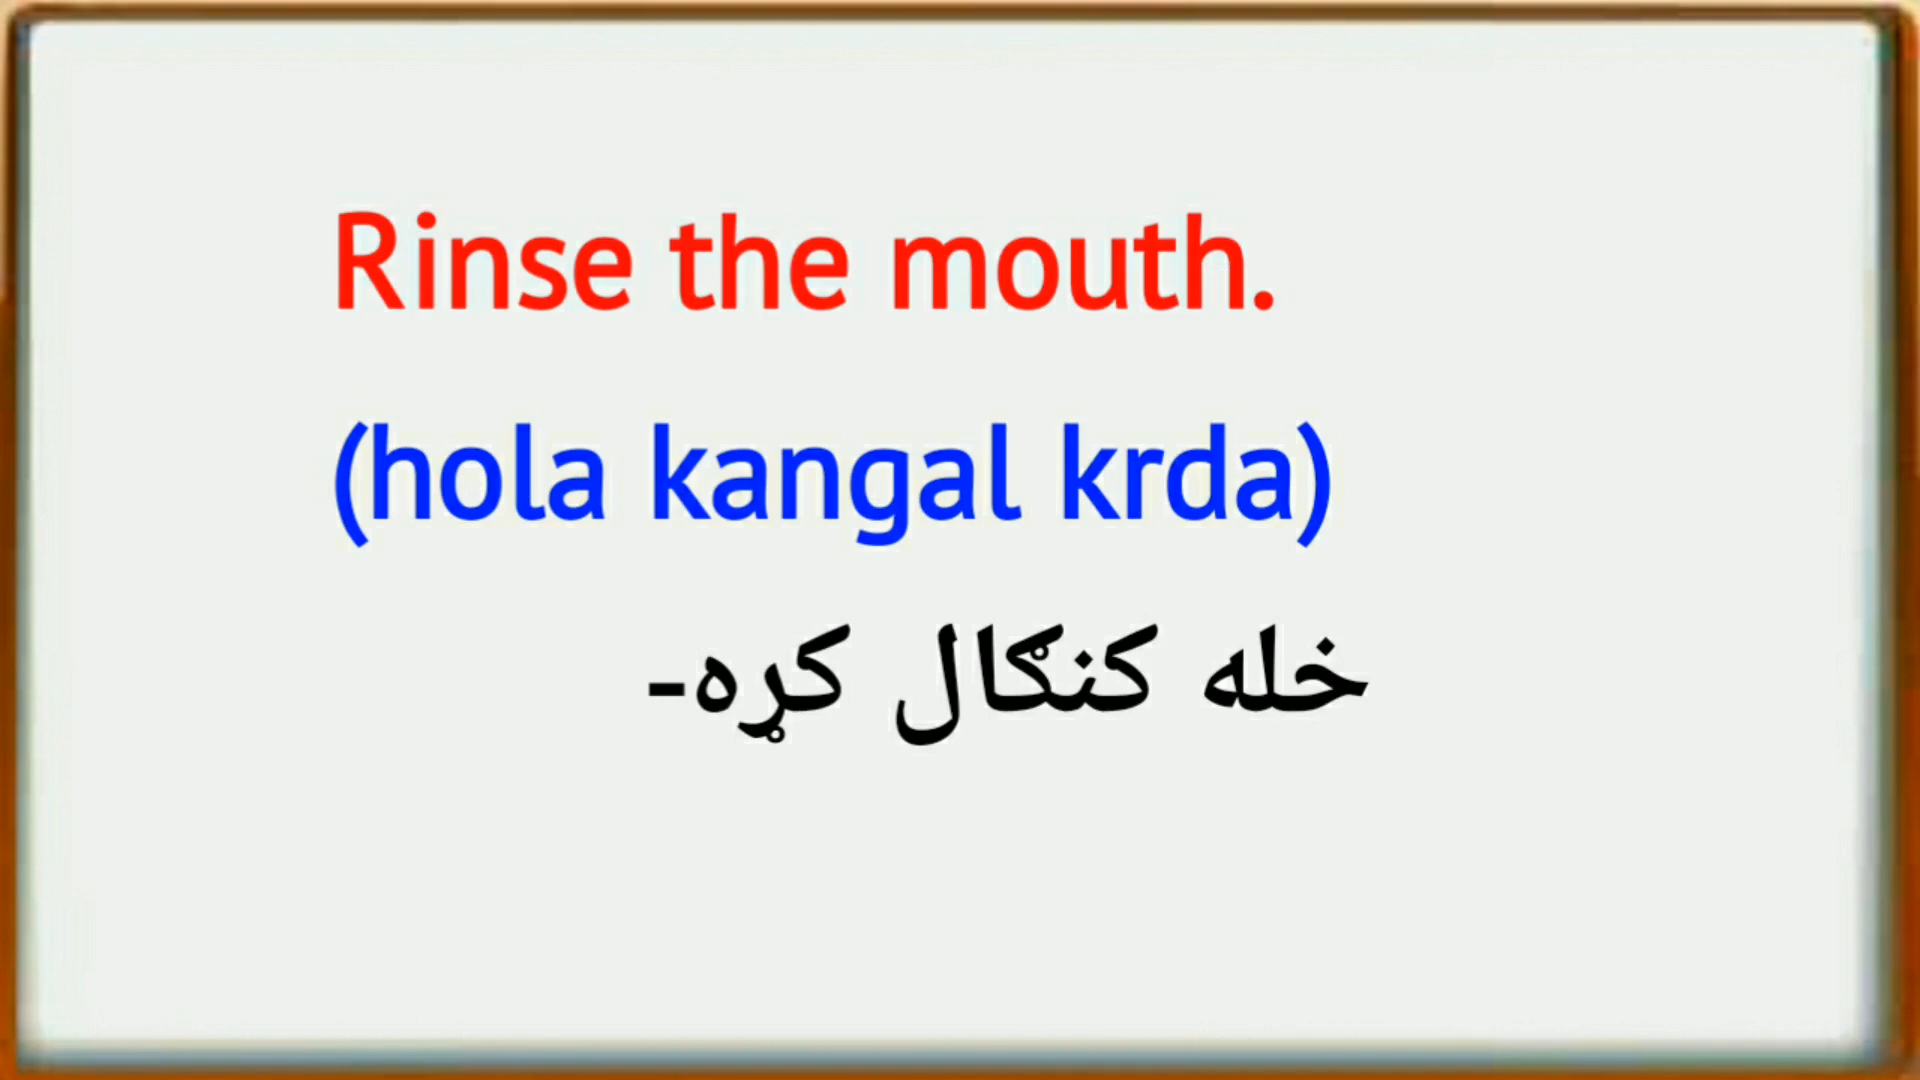 Rinse the mouth.
(hola kangal krda)
خله کنګال کړه-